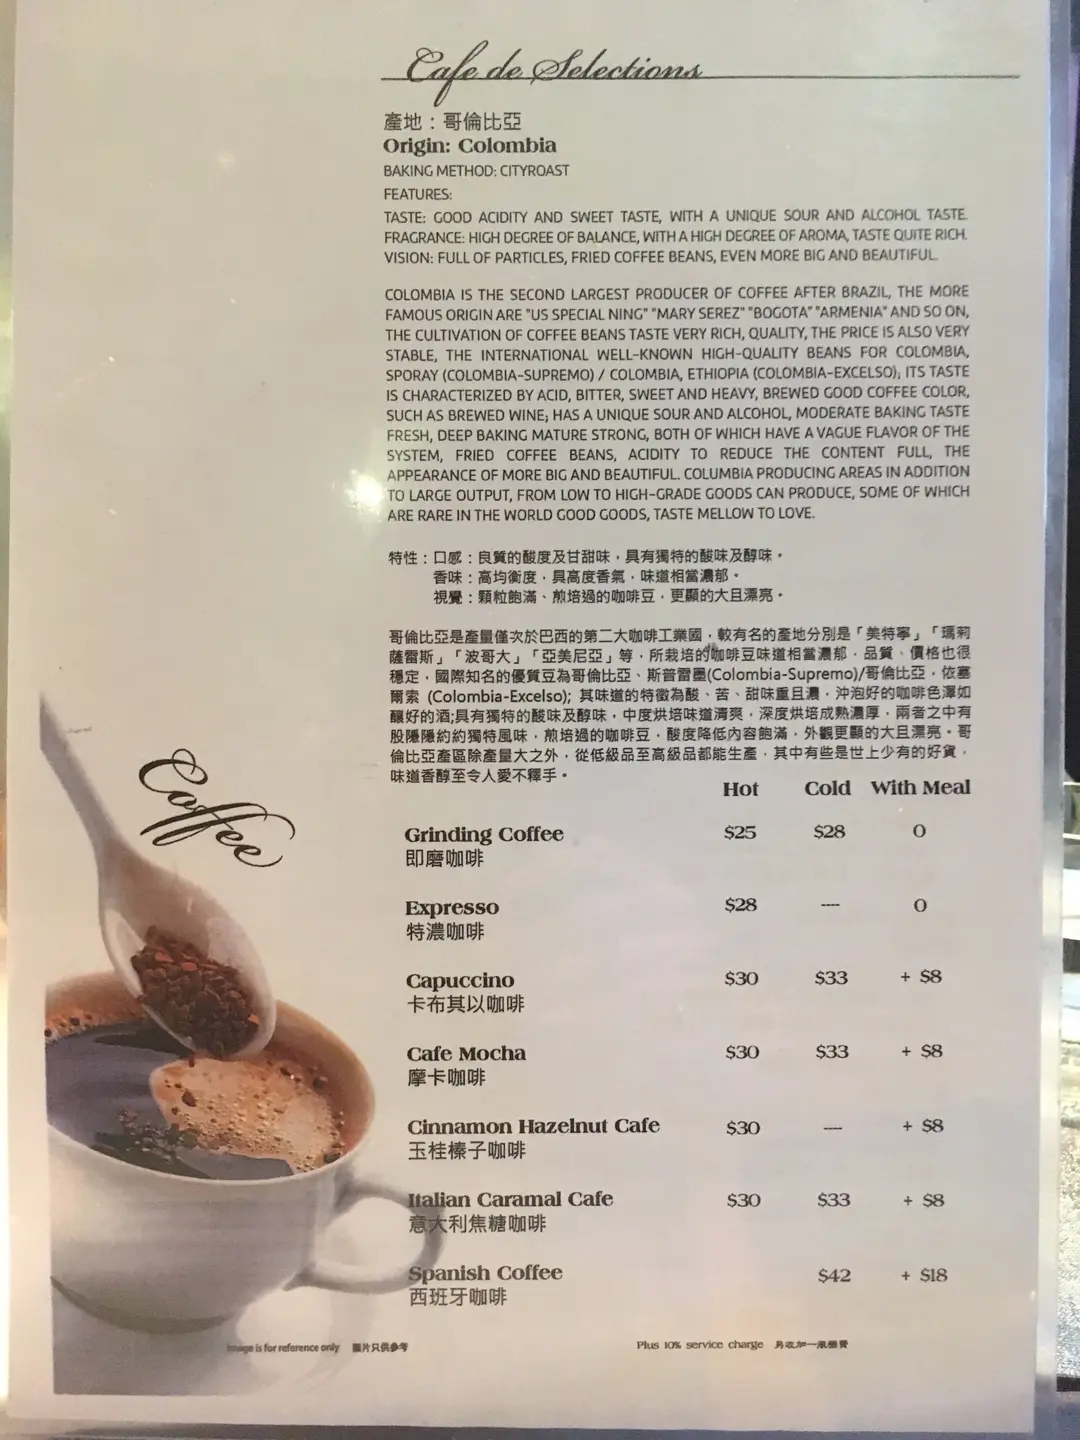 Cafe de Selections
產地：哥倫比亞
Origin: Colombia
BAKING METHOD: CITYROAST
FEATURES:
TASTE: GOOD ACIDITY AND SWEET TASTE, WITH A UNIQUE SOUR AND ALCOHOL TASTE.
FRAGRANCE: HIGH DEGREE OF BALANCE, WITH A HIGH DEGREE OF AROMA, TASTE QUITE RICH.
VISION: FULL OF PARTICLES, FRIED COFFEE BEANS, EVEN MORE BIG AND BEAUTIFUL.
COLOMBIA IS THE SECOND LARGEST PRODUCER OF COFFEE AFTER BRAZIL, THE MORE
FAMOUS ORIGIN ARE "US SPECIAL NING" "MARY SEREZ" "BOGOTA" "ARMENIA" AND SO ON,
THE CULTIVATION OF COFFEE BEANS TASTE VERY RICH, QUALITY, THE PRICE IS ALSO VERY
STABLE, THE INTERNATIONAL WELL-KNOWN HIGH-QUALITY BEANS FOR COLOMBIA,
SPORAY (COLOMBIA-SUPREMO) / COLOMBIA, ETHIOPIA (COLOMBIA-EXCELSO); ITS TASTE
IS CHARACTERIZED BY ACID, BITTER, SWEET AND HEAVY, BREWED GOOD COFFEE COLOR,
SUCH AS BREWED WINE; HAS A UNIQUE SOUR AND ALCOHOL, MODERATE BAKING TASTE
FRESH, DEEP BAKING MATURE STRONG, BOTH OF WHICH HAVE A VAGUE FLAVOR OF THE
SYSTEM, FRIED COFFEE BEANS, ACIDITY TO REDUCE THE CONTENT FULL, THE
APPEARANCE OF MORE BIG AND BEAUTIFUL. COLUMBIA PRODUCING AREAS IN ADDITION
TO LARGE OUTPUT, FROM LOW TO HIGH-GRADE GOODS CAN PRODUCE, SOME OF WHICH
ARE RARE IN THE WORLD GOOD GOODS, TASTE MELLOW TO LOVE.
特性：口感：良質的酸度及甘甜味，具有獨特的酸味及醇味。
香味：高均衡度，具高度香氣，味道相當濃郁。
視覺：顆粒飽滿、煎焙過的咖啡豆，更顯的大且漂亮。
哥倫比亞是產量僅次於巴西的第二大咖啡工業國，較有名的產地分別是「美特寧」「瑪莉
薩雷斯」「波哥大」「亞美尼亞」等，所栽培的咖啡豆味道相當濃郁，品質、價格也很
穩定，國際知名的優質豆為哥倫比亞、斯普雷墨(Colombia-Supremo)/哥倫比亞，依塞
爾索 (Colombia-Excelso); 其味道的特徵為酸、苦、甜味重且濃，沖泡好的咖啡色澤如
釀好的酒;具有獨特的酸味及醇味，中度烘培味道清爽，深度烘培成熟濃厚，兩者之中有
股隱隱約約獨特風味，煎焙過的咖啡豆，酸度降低內容飽滿，外觀更顯的大且漂亮。哥
倫比亞產區除產量大之外，從低級品至高級品都能生產，其中有些是世上少有的好貨，
味道香醇至令人愛不釋手。
Hot Cold With Meal
Coffee
Grinding Coffee $25 $28 O
即磨咖啡
Expresso $28 --- O
特濃咖啡
Capuccino $30 $33 + $8
卡布其以咖啡
Cafe Mocha $30 $33 + $8
摩卡咖啡
Cinnamon Hazelnut Cafe $30 --- + $8
玉桂榛子咖啡
Italian Caramal Cafe $30 $33 + $8
意大利焦糖咖啡
Spanish Coffee $42 + $18
西班牙咖啡
Image is for reference only 圖片只供參考
Plus 10% service charge 另收加一服務費